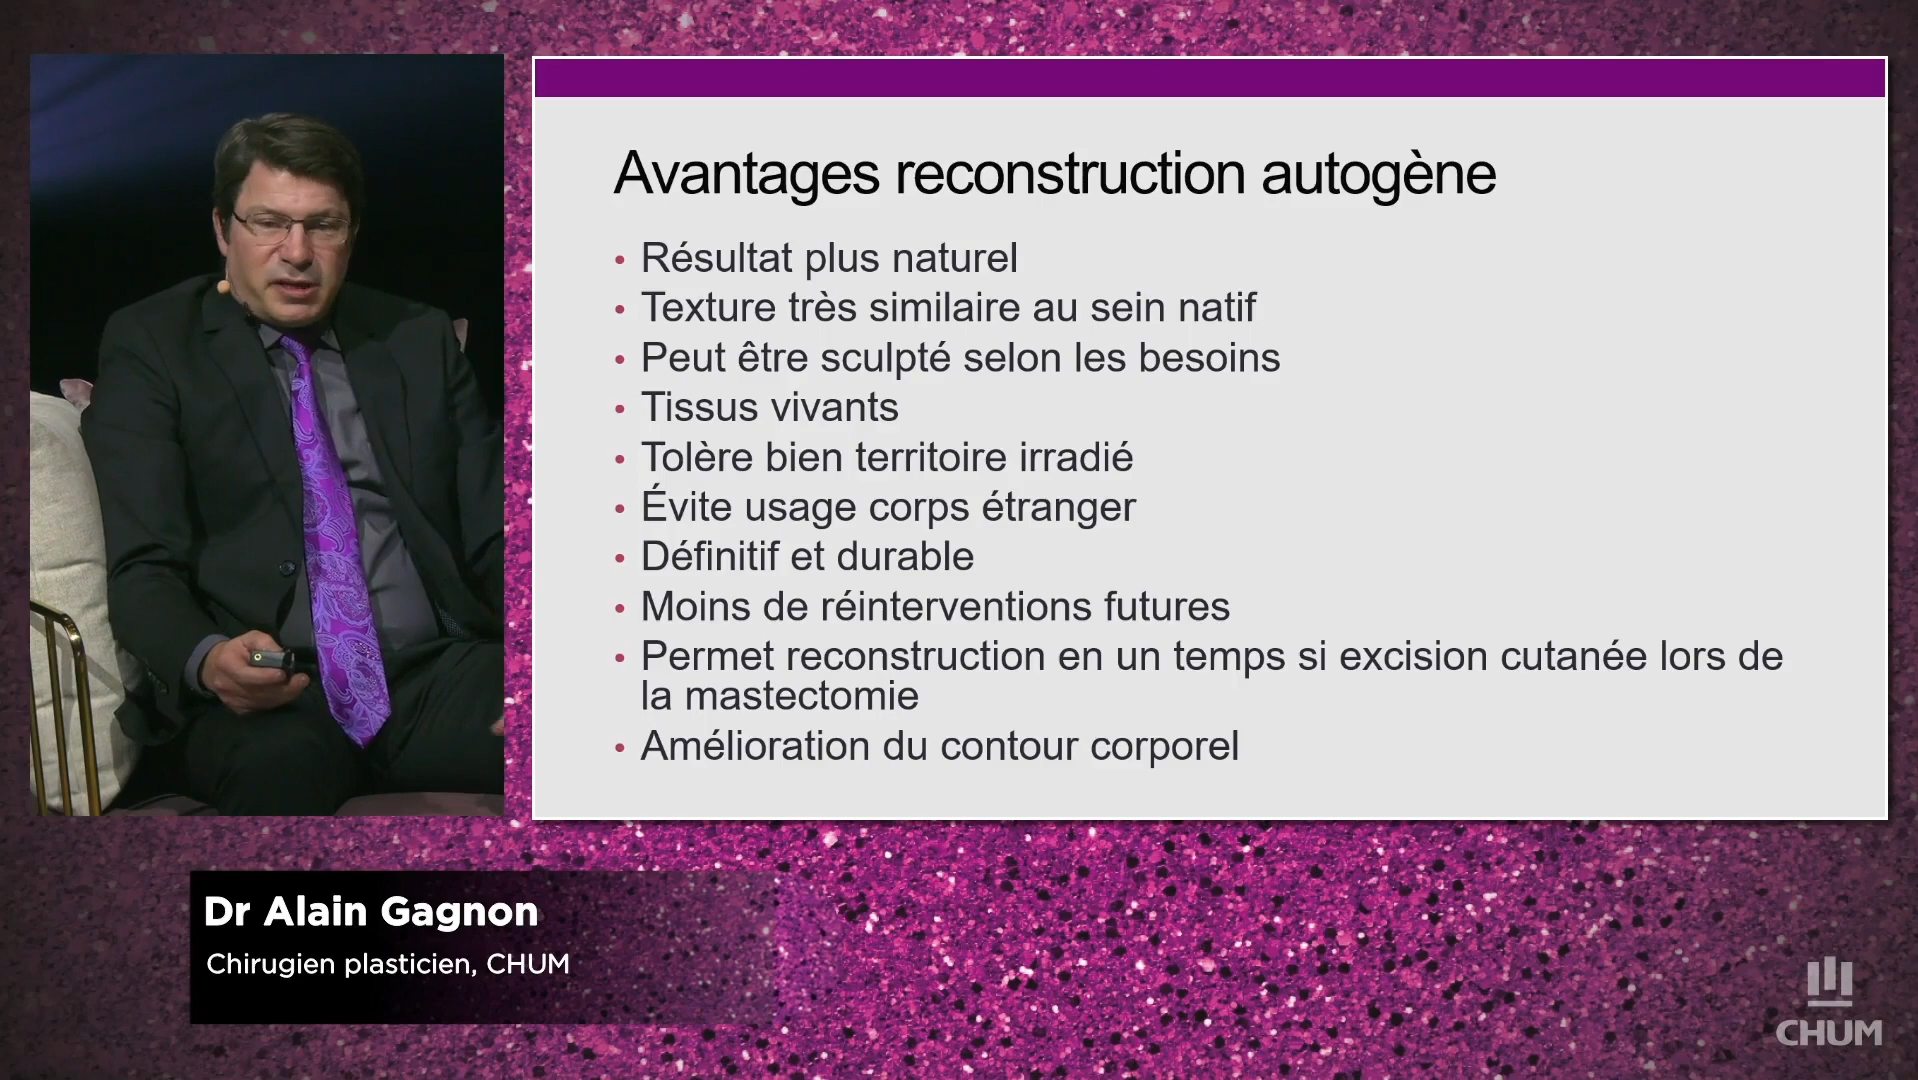 Avantages reconstruction autogène
• Résultat plus naturel
• Texture très similaire au sein natif
• Peut être sculpté selon les besoins
• Tissus vivants
• Tolère bien territoire irradié
• Évite usage corps étranger
• Définitif et durable
• Moins de réinterventions futures
• Permet reconstruction en un temps si excision cutanée lors de
la mastectomie
• Amélioration du contour corporel
Dr Alain Gagnon
Chirugien plasticien, CHUM
CHUM